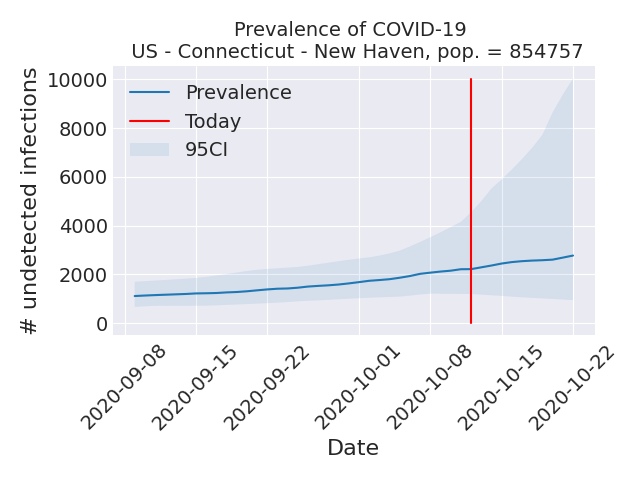 Prevalence of COVID-19
US - Connecticut - New Haven, pop. = 854757
# undetected infections
10000
8000
6000
4000
2000
0
Prevalence
Today
95CI
2020-09-08
2020-09-15
2020-09-22
2020-10-01
2020-10-08
2020-10-15
2020-10-22
Date